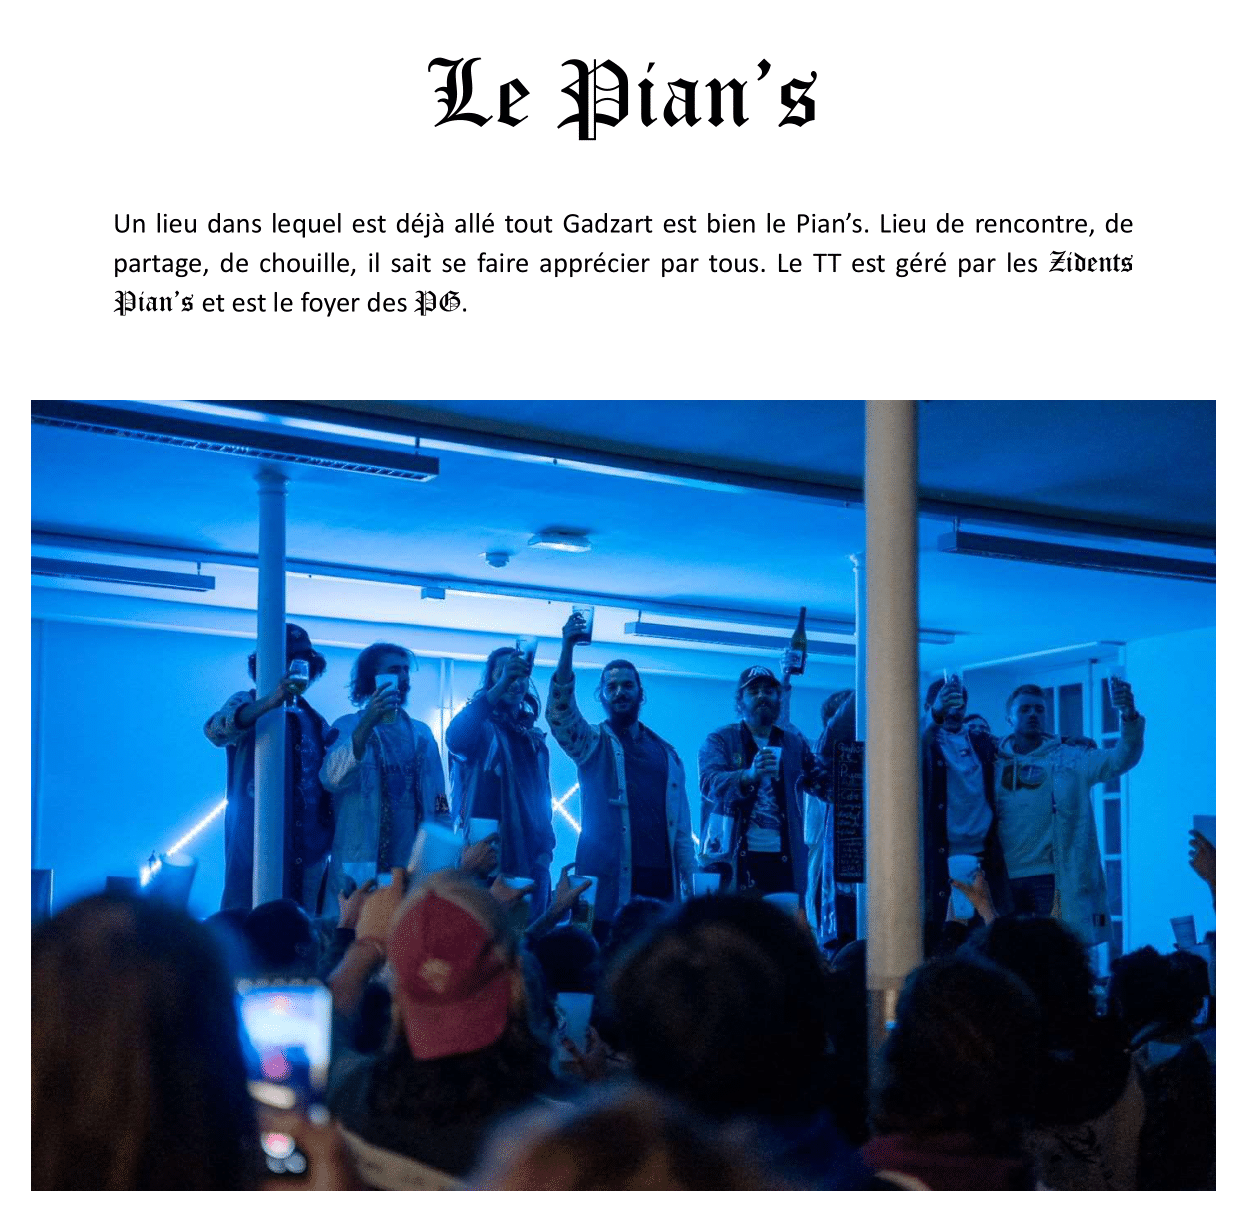 Le Pian’s
Un lieu dans lequel est déjà allé tout Gadzart est bien le Pian’s. Lieu de rencontre, de
partage, de chouille, il sait se faire apprécier par tous. Le TT est géré par les Zidents
Pian’s et est le foyer des PG.